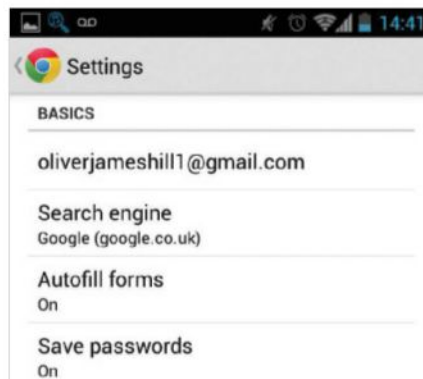 14:41
Settings
BASICS
oliverjameshill1@gmail.com
Search engine
Google (google.co.uk)
Autofill forms
On
Save passwords
On